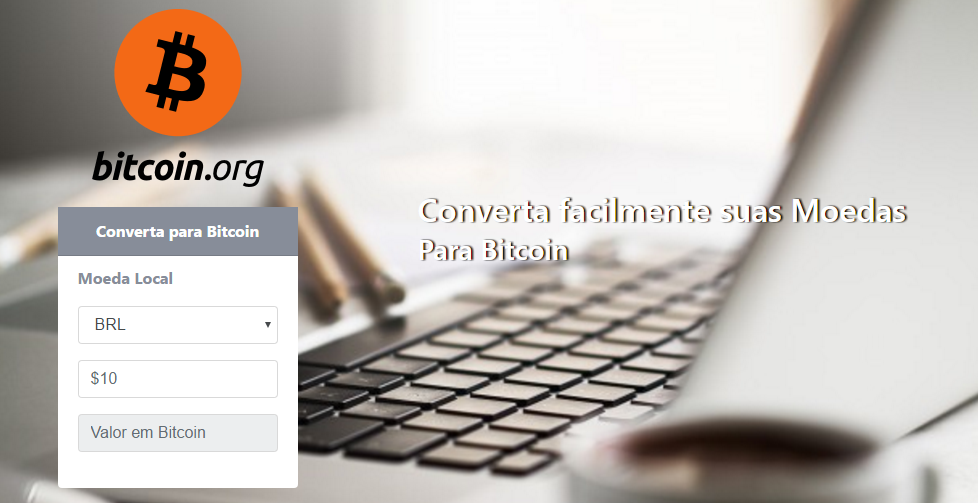 bitcoin.org
Converta para Bitcoin
Moeda Local
BRL
$10
Valor em Bitcoin
Converta facilmente suas Moedas
Para Bitcoin